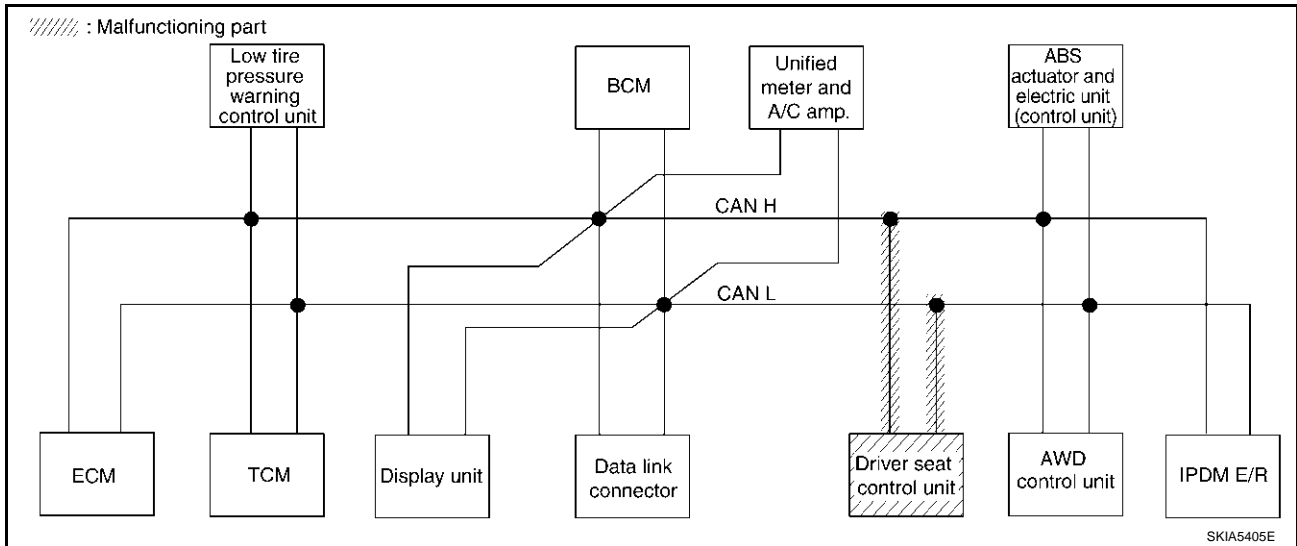 : Malfunctioning part
Low tire
pressure
warning
control unit
BCM
Unified
meter and
A/C amp.
ABS
actuator and
electric unit
(control unit)
CAN H
CAN L
ECM
TCM
Display unit
Data link
connector
Driver seat
control unit
AWD
control unit
IPDM E/R
SKIA5405E